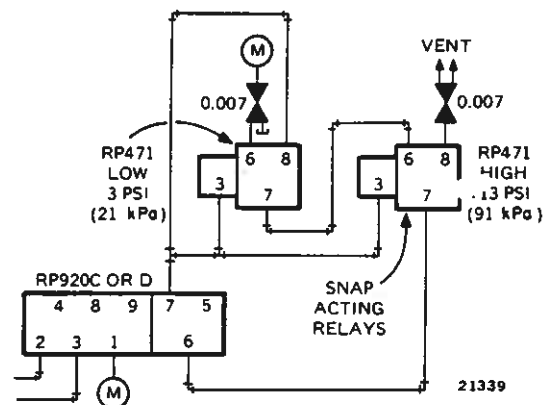 M
VENT
0.007
0.007
RP471
LOW
3 PSI
(21 kPa)
6 8
3
7
6 8
3
7
RP471
HIGH
13 PSI
(91 kPa)
SNAP
ACTING
RELAYS
RP920C OR D
4 8 9 7 5
2 3 1 6
M
21339